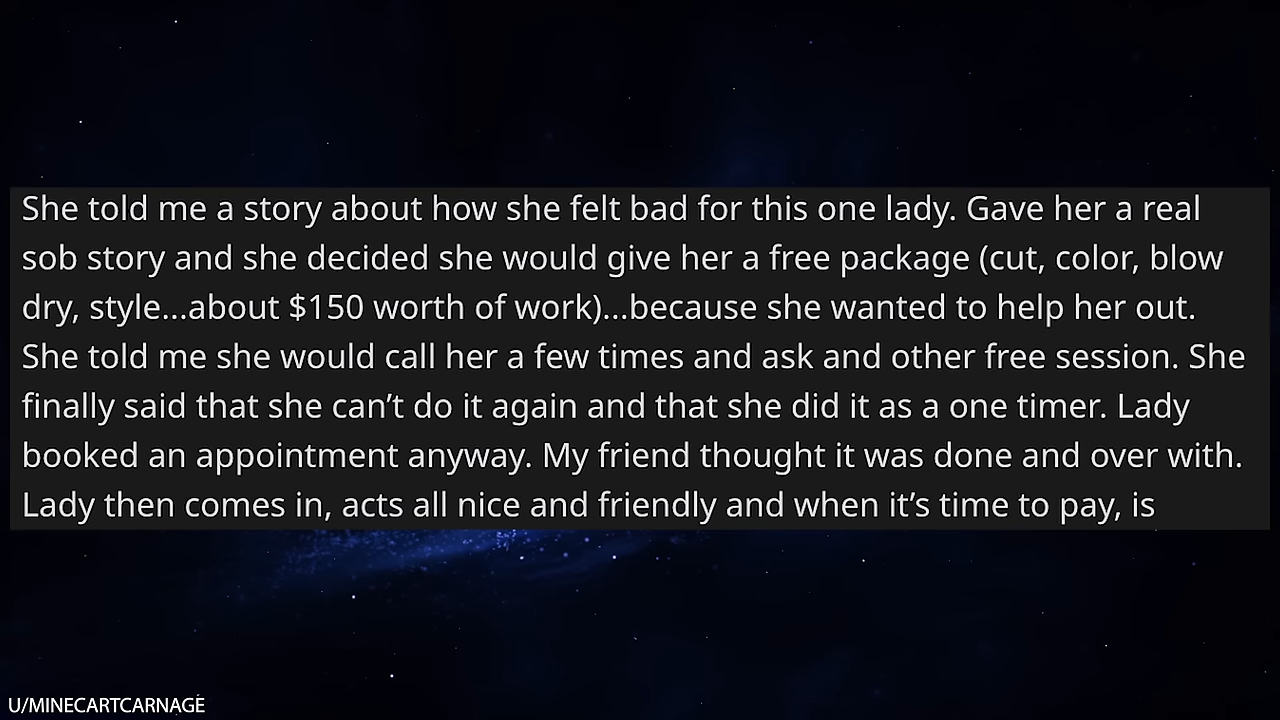 She told me a story about how she felt bad for this one lady. Gave her a real
sob story and she decided she would give her a free package (cut, color, blow
dry, style...about $150 worth of work)...because she wanted to help her out.
She told me she would call her a few times and ask and other free session. She
finally said that she can’t do it again and that she did it as a one timer. Lady
booked an appointment anyway. My friend thought it was done and over with.
Lady then comes in, acts all nice and friendly and when it’s time to pay, is
U/MINECARTCARNAGE